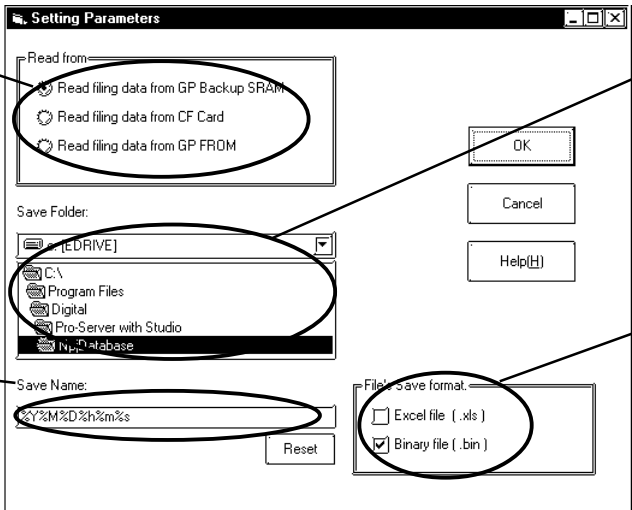 Setting Parameters
Read from
Read filing data from GP Backup SRAM
Read filing data from CF Card
Read filing data from GP FROM
OK
Cancel
Help(H)
Save Folder:
[EDRIVE]
C:\
Program Files
Digital
Pro-Server with Studio
NpjDatabase
Save Name:
%Y%M%D%h%m%s
Reset
File's Save format.
Excel file ( .xls )
Binary file ( .bin )